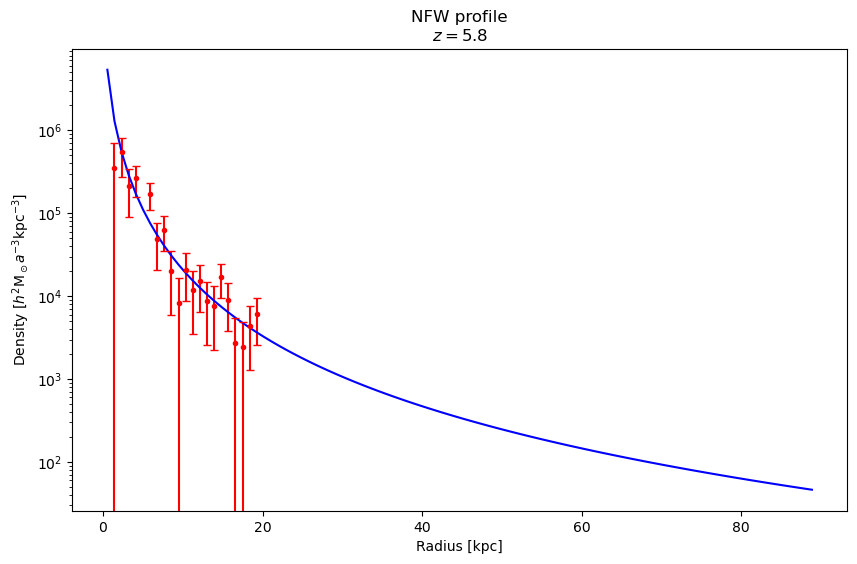 NFW profile
z = 5.8
Density [h²M☉a⁻³kpc⁻³]
10⁶
10⁵
10⁴
10³
10²
0 20 40 60 80
Radius [kpc]